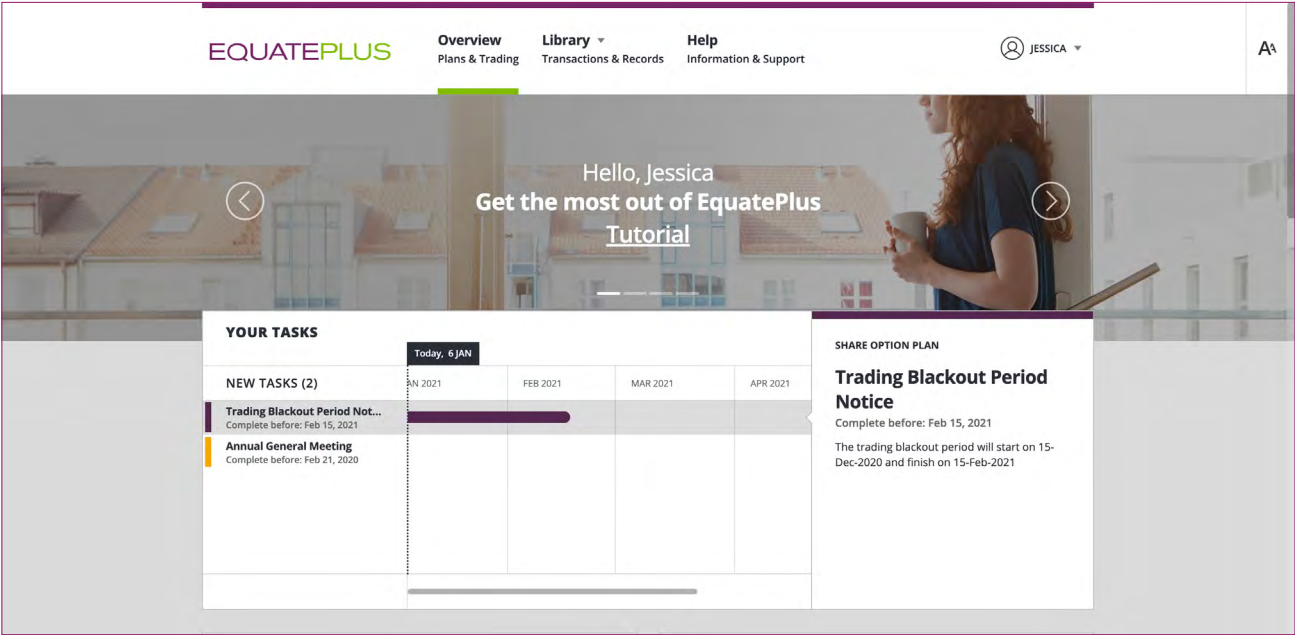 EQUATEPLUS
Overview
Plans & Trading
Library
Transactions & Records
Help
Information & Support
JESSICA
AA
Hello, Jessica
Get the most out of EquatePlus
Tutorial
YOUR TASKS
Today, 6 JAN
NEW TASKS (2)
AN 2021
FEB 2021
MAR 2021
APR 2021
Trading Blackout Period Not...
Complete before: Feb 15, 2021
Annual General Meeting
Complete before: Feb 21, 2020
SHARE OPTION PLAN
Trading Blackout Period
Notice
Complete before: Feb 15, 2021
The trading blackout period will start on 15-
Dec-2020 and finish on 15-Feb-2021